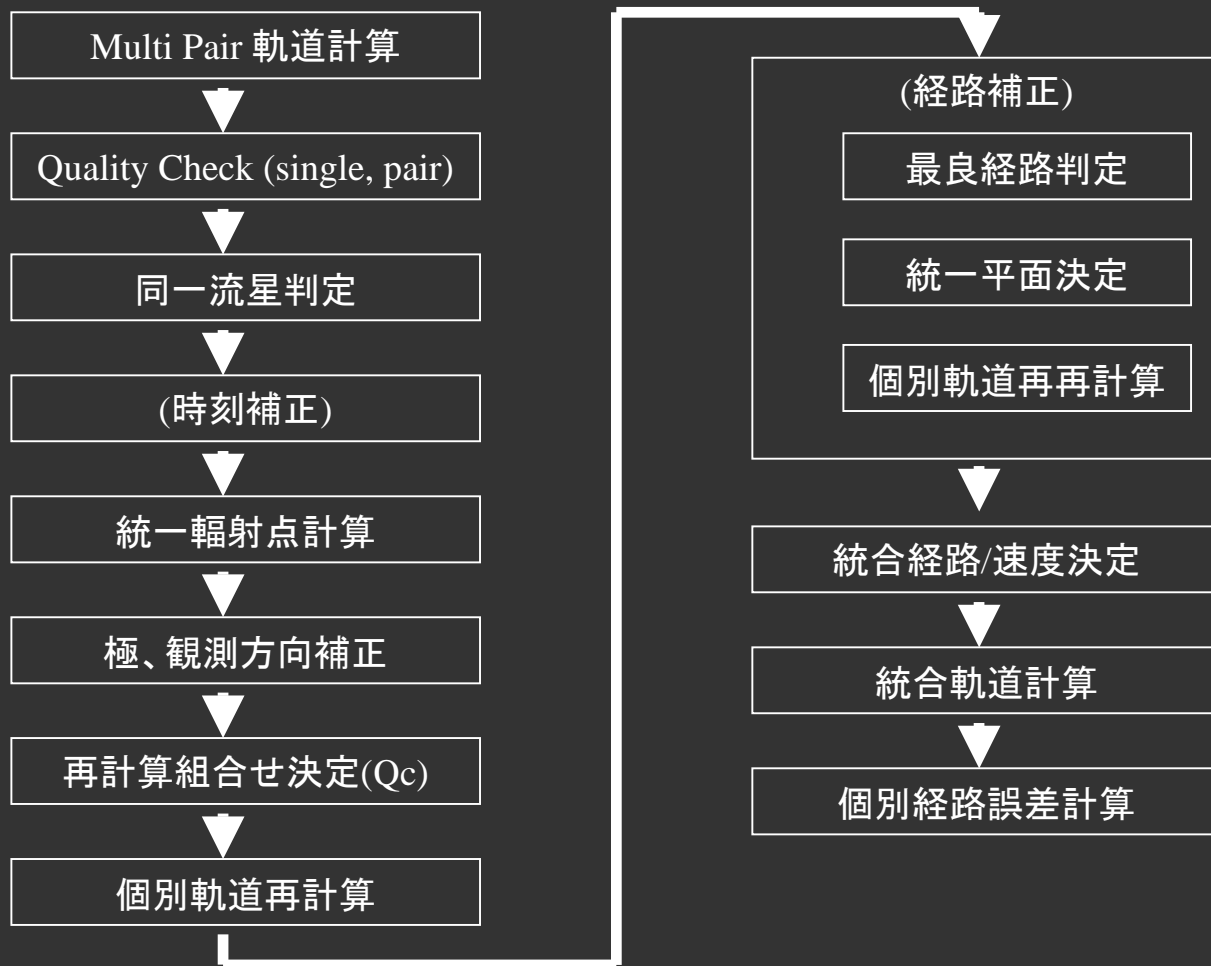 Multi Pair 軌道計算
Quality Check (single, pair)
同一流星判定
(時刻補正)
統一輻射点計算
極、観測方向補正
再計算組合せ決定(Qc)
個別軌道再計算
(経路補正)
最良経路判定
統一平面決定
個別軌道再再計算
統合経路/速度決定
統合軌道計算
個別経路誤差計算